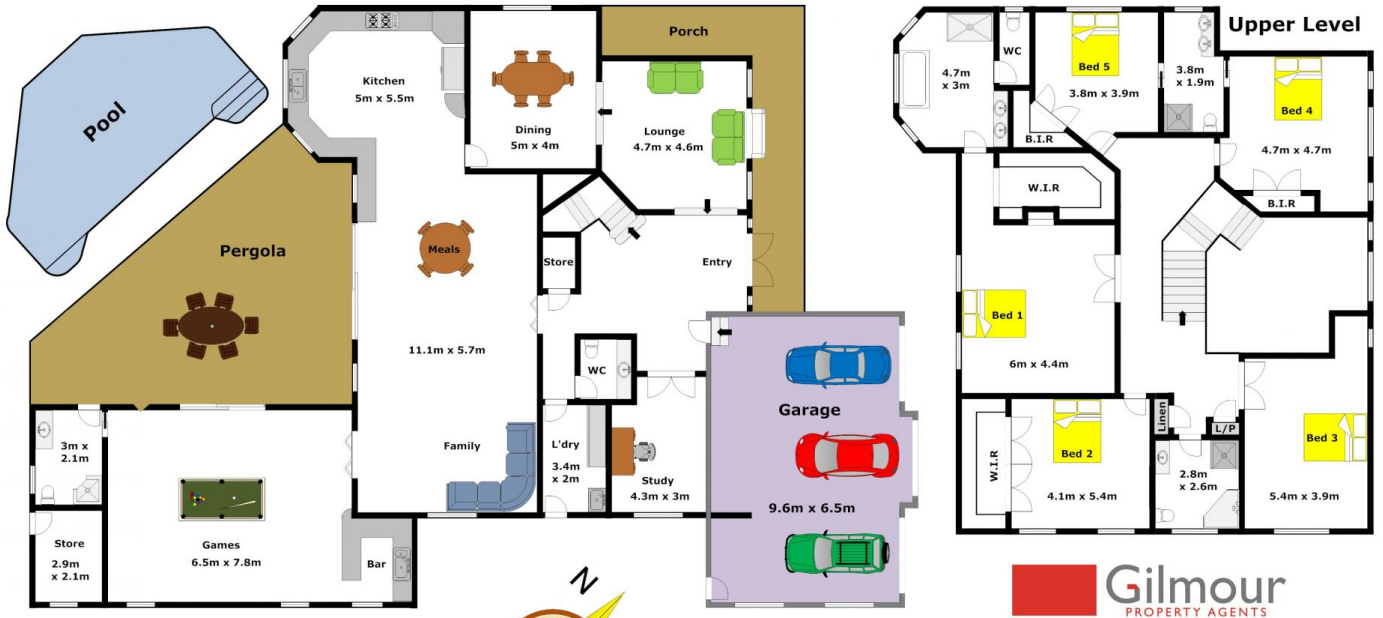 Pool
Pergola
Kitchen
5m x 5.5m
Dining
5m x 4m
Porch
Lounge
4.7m x 4.6m
Meals
Store
Entry
11.1m x 5.7m
WC
Family
L'dry
3.4m
x 2m
Study
4.3m x 3m
Garage
9.6m x 6.5m
3m x
2.1m
Store
2.9m
x 2.1m
Games
6.5m x 7.8m
Bar
N
Upper Level
4.7m
x 3m
WC
Bed 5
3.8m x 3.9m
B.I.R
3.8m
x 1.9m
Bed 4
4.7m x 4.7m
B.I.R
W.I.R
Bed 1
6m x 4.4m
W.I.R
Bed 2
4.1m x 5.4m
Linen
L/P
2.8m
x 2.6m
Bed 3
5.4m x 3.9m
Gilmour
PROPERTY AGENTS